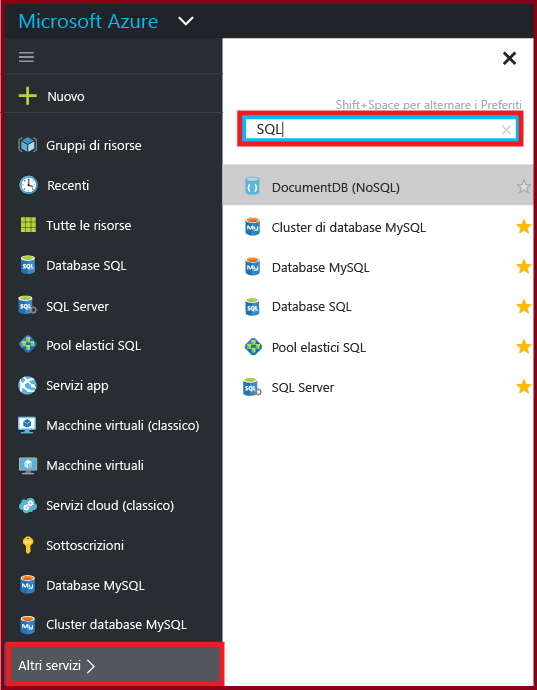 Microsoft Azure
Nuovo
Gruppi di risorse
Recenti
Tutte le risorse
Database SQL
SQL Server
Pool elastici SQL
Servizi app
Macchine virtuali (classico)
Macchine virtuali
Servizi cloud (classico)
Sottoscrizioni
Database MySQL
Cluster database MySQL
Altri servizi
Shift+Space per alternare i Preferiti
SQL
DocumentDB (NoSQL)
Cluster di database MySQL
Database MySQL
Database SQL
Pool elastici SQL
SQL Server